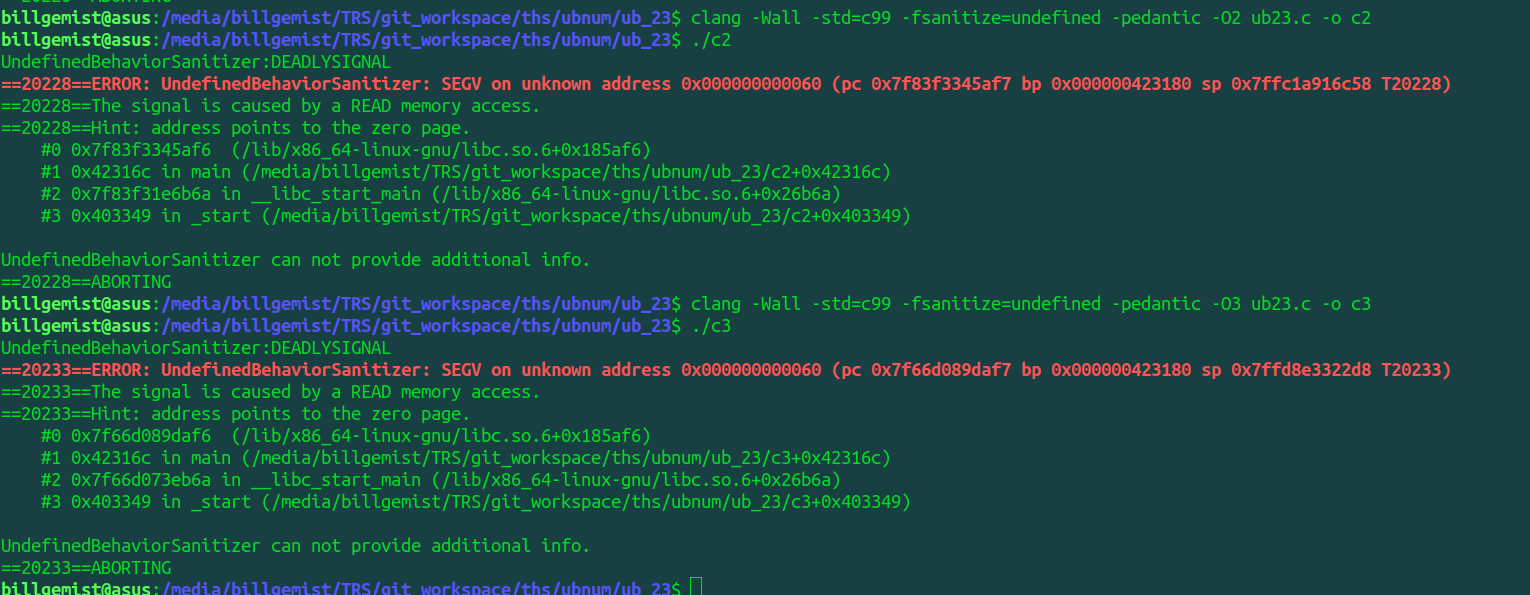 ==20228==ABORTING
billgemist@asus:/media/billgemist/TRS/git_workspace/ths/ubnum/ub_23$ clang -Wall -std=c99 -fsanitize=undefined -pedantic -O2 ub23.c -o c2
billgemist@asus:/media/billgemist/TRS/git_workspace/ths/ubnum/ub_23$ ./c2
UndefinedBehaviorSanitizer:DEADLYSIGNAL
==20228==ERROR: UndefinedBehaviorSanitizer: SEGV on unknown address 0x000000000060 (pc 0x7f83f3345af7 bp 0x000000423180 sp 0x7ffc1a916c58 T20228)
==20228==The signal is caused by a READ memory access.
==20228==Hint: address points to the zero page.
    #0 0x7f83f3345af6  (/lib/x86_64-linux-gnu/libc.so.6+0x185af6)
    #1 0x42316c in main (/media/billgemist/TRS/git_workspace/ths/ubnum/ub_23/c2+0x42316c)
    #2 0x7f83f31e6b6a in __libc_start_main (/lib/x86_64-linux-gnu/libc.so.6+0x26b6a)
    #3 0x403349 in _start (/media/billgemist/TRS/git_workspace/ths/ubnum/ub_23/c2+0x403349)

UndefinedBehaviorSanitizer can not provide additional info.
==20228==ABORTING
billgemist@asus:/media/billgemist/TRS/git_workspace/ths/ubnum/ub_23$ clang -Wall -std=c99 -fsanitize=undefined -pedantic -O3 ub23.c -o c3
billgemist@asus:/media/billgemist/TRS/git_workspace/ths/ubnum/ub_23$ ./c3
UndefinedBehaviorSanitizer:DEADLYSIGNAL
==20233==ERROR: UndefinedBehaviorSanitizer: SEGV on unknown address 0x000000000060 (pc 0x7f66d089daf7 bp 0x000000423180 sp 0x7ffd8e3322d8 T20233)
==20233==The signal is caused by a READ memory access.
==20233==Hint: address points to the zero page.
    #0 0x7f66d089daf6  (/lib/x86_64-linux-gnu/libc.so.6+0x185af6)
    #1 0x42316c in main (/media/billgemist/TRS/git_workspace/ths/ubnum/ub_23/c3+0x42316c)
    #2 0x7f66d073eb6a in __libc_start_main (/lib/x86_64-linux-gnu/libc.so.6+0x26b6a)
    #3 0x403349 in _start (/media/billgemist/TRS/git_workspace/ths/ubnum/ub_23/c3+0x403349)

UndefinedBehaviorSanitizer can not provide additional info.
==20233==ABORTING
billgemist@asus:/media/billgemist/TRS/git_workspace/ths/ubnum/ub_23$